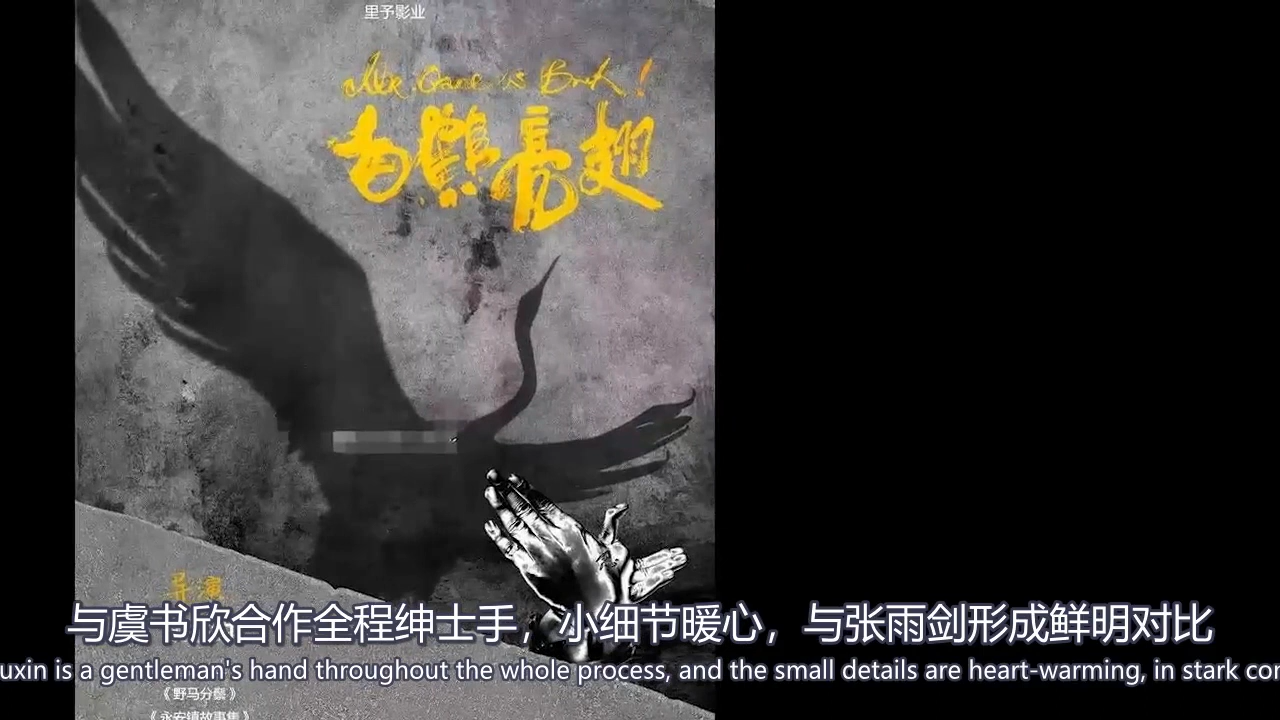 里予影业
Mr. Crane is Back!
白鶴亮翅
导演
与虞书欣合作全程绅士手，小细节暖心，与张雨剑形成鲜明对比
uxin is a gentleman's hand throughout the whole process, and the small details are heart-warming, in stark con
《野马分鬃》
《永安镇故事集》